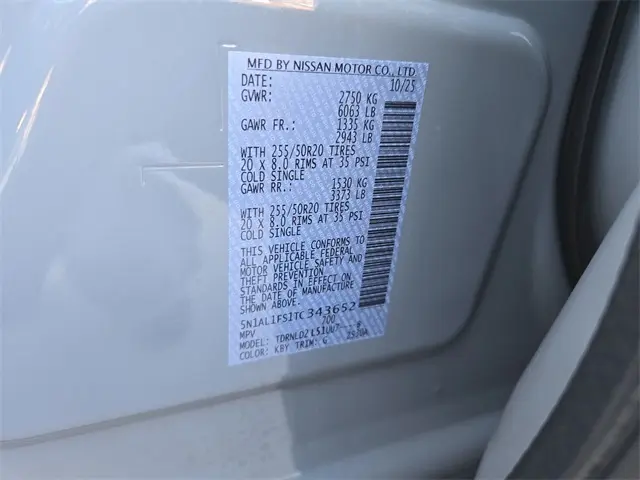 MFD BY NISSAN MOTOR CO., LTD
DATE: 10/25
GVWR: 2750 KG
6063 LB
GAWR FR.: 1335 KG
2943 LB
WITH 255/50R20 TIRES
20 X 8.0 RIMS AT 35 PSI
COLD SINGLE
GAWR RR.: 1530 KG
3373 LB
WITH 255/50R20 TIRES
20 X 8.0 RIMS AT 35 PSI
COLD SINGLE
THIS VEHICLE CONFORMS TO
ALL APPLICABLE FEDERAL
MOTOR VEHICLE SAFETY AND
THEFT PREVENTION
STANDARDS IN EFFECT ON
THE DATE OF MANUFACTURE
SHOWN ABOVE.
5N1AL1FS1TC343652
MPV 700
MODEL:
COLOR: KBY TRIM: G